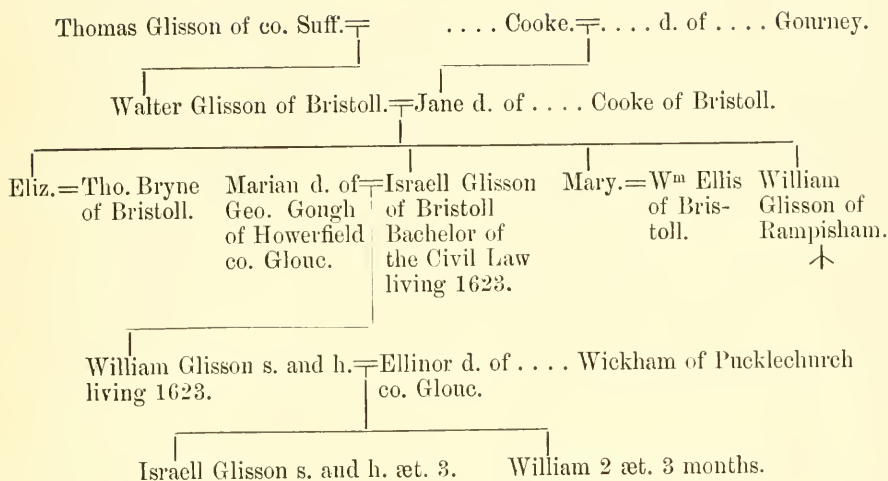 Thomas Glisson of co. Suff. . . . . Cooke. . . . . d. of . . . . Gourney.
Walter Glisson of Bristoll. Jane d. of . . . . Cooke of Bristoll.
Eliz.=Tho. Bryne of Bristoll.
Marian d. of Geo. Gongh of Howerfield co. Glouc.
Israell Glisson of Bristoll Bachelor of the Civil Law living 1623.
Mary.=Wm Ellis of Bris-toll.
William Glisson of Rampisham.
William Glisson s. and h. living 1623.
Ellinor d. of . . . . Wickham of Pucklechurch co. Glouc.
Israell Glisson s. and h. æt. 3. William 2 æt. 3 months.